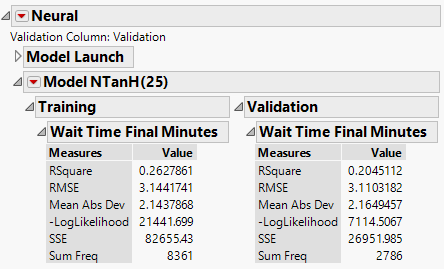 Neural
Validation Column: Validation
Model Launch
Model NTanH(25)
Training
Wait Time Final Minutes
Measures Value
RSquare 0.2627861
RMSE 3.1441741
Mean Abs Dev 2.1437868
-LogLikelihood 21441.699
SSE 82655.43
Sum Freq 8361
Validation
Wait Time Final Minutes
Measures Value
RSquare 0.2045112
RMSE 3.1103182
Mean Abs Dev 2.1649457
-LogLikelihood 7114.5067
SSE 26951.985
Sum Freq 2786